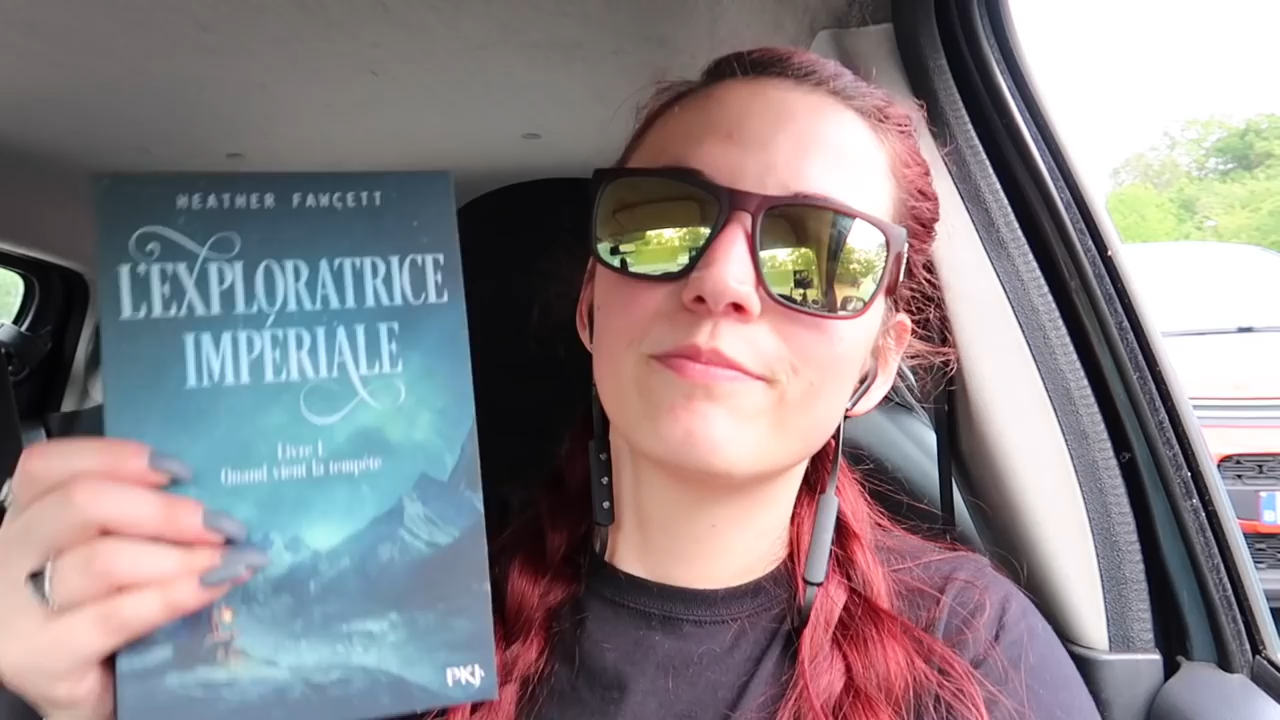 HEATHER FAWCETT
L'EXPLORATRICE
IMPÉRIALE
Livre I
Quand vient la tempête
PKJ.